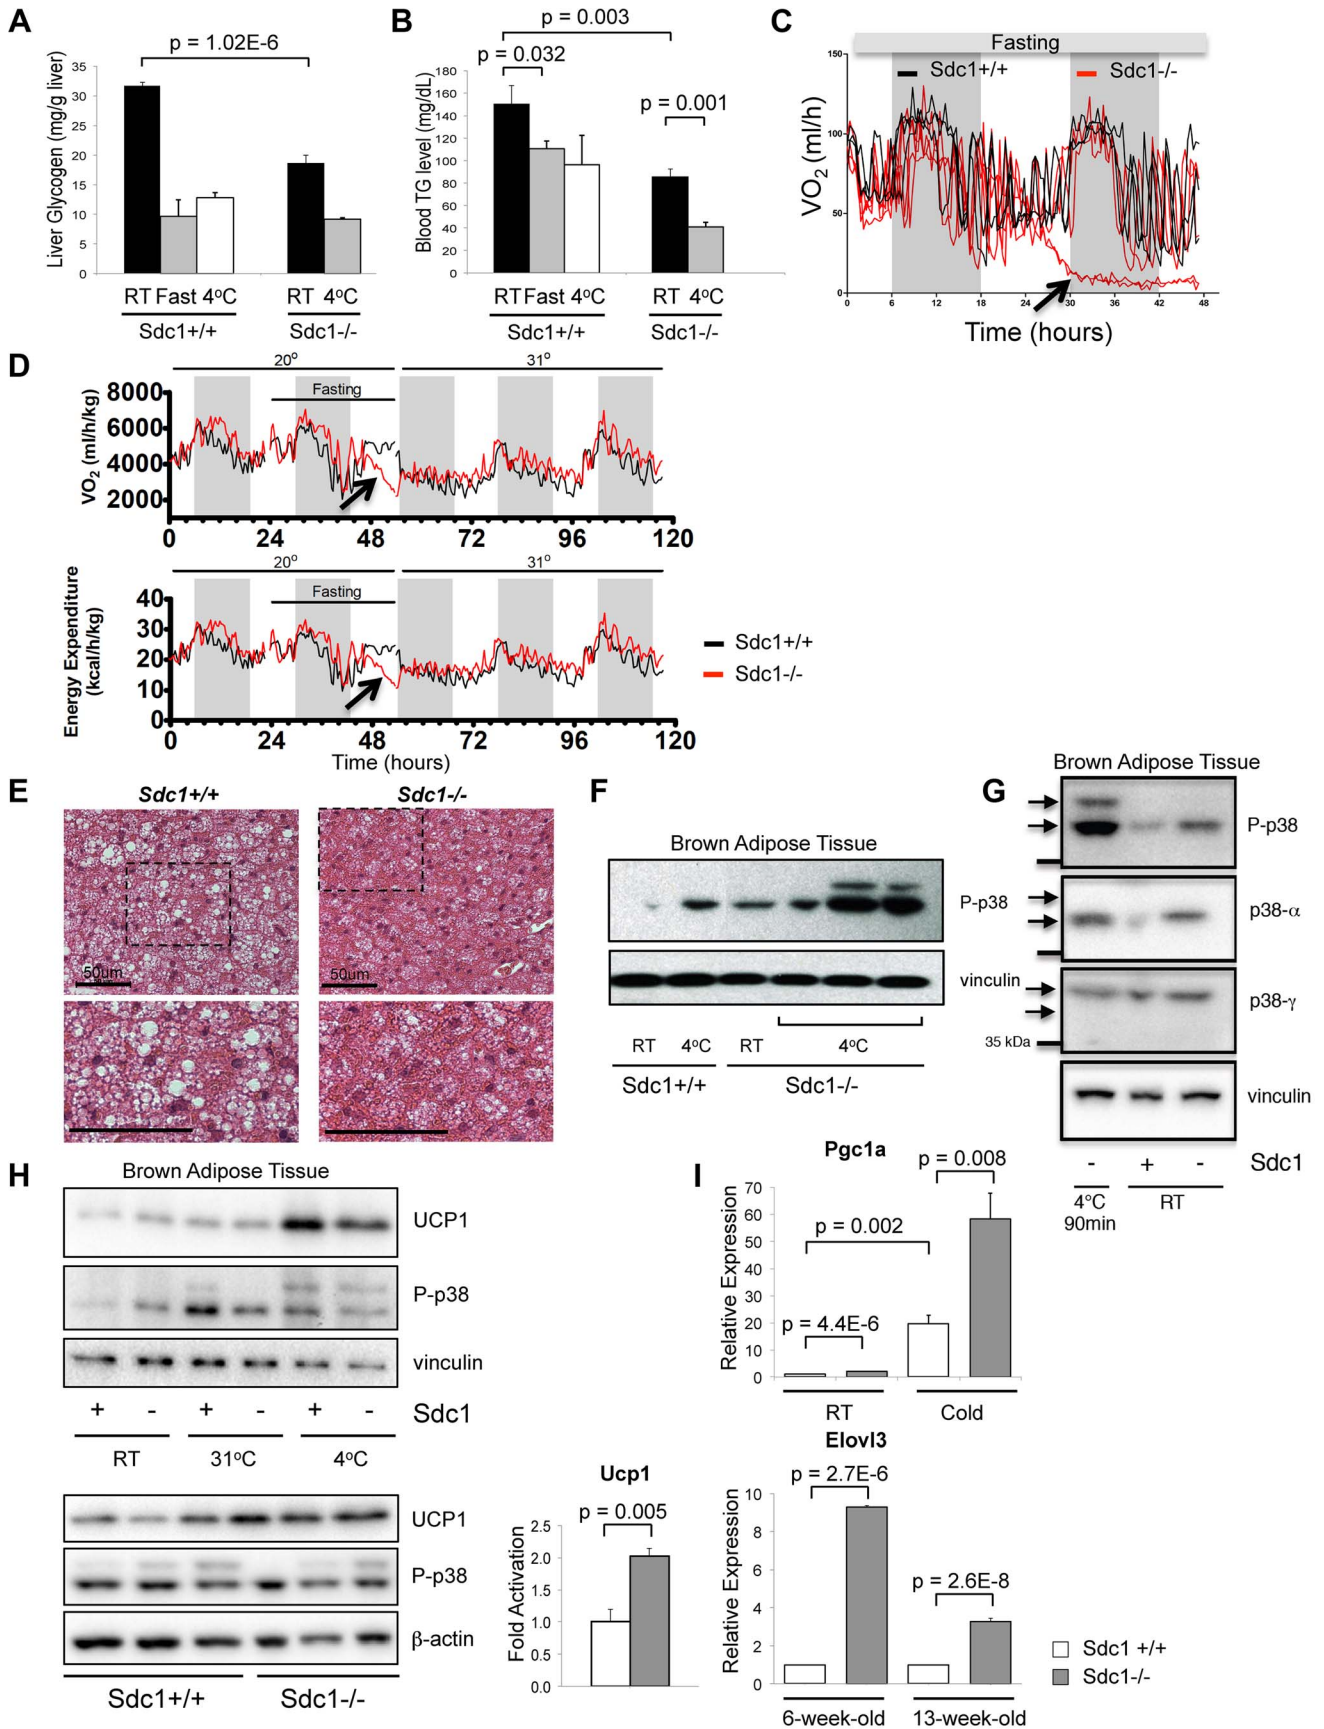 A
p = 1.02E-6
Liver Glycogen (mg/g liver)
35
30
25
20
15
10
5
0
RT Fast 4°C
RT 4°C
Sdc1+/+
Sdc1-/-
B
p = 0.003
p = 0.032
p = 0.001
Blood TG level (mg/dL)
180
160
140
120
100
80
60
40
20
0
RT Fast 4°C
RT 4°C
Sdc1+/+
Sdc1-/-
C
Fasting
Sdc1+/+
Sdc1-/-
VO2 (ml/h)
150
100
50
0
0 6 12 18 24 30 36 42 48
Time (hours)
D
20°
31°
Fasting
VO2 (ml/h/kg)
8000
6000
4000
2000
0 24 48 72 96 120
20°
31°
Fasting
Energy Expenditure
(kcal/h/kg)
40
30
20
10
0
0 24 48 72 96 120
Time (hours)
Sdc1+/+
Sdc1-/-
E
Sdc1+/+
Sdc1-/-
50um
50um
F
Brown Adipose Tissue
P-p38
vinculin
RT 4°C RT 4°C
Sdc1+/+
Sdc1-/-
G
Brown Adipose Tissue
P-p38
p38-α
p38-γ
35 kDa
vinculin
- + - Sdc1
4°C
90min
RT
H
Brown Adipose Tissue
UCP1
P-p38
vinculin
+ - + - + - Sdc1
RT 31°C 4°C
UCP1
P-p38
β-actin
Sdc1+/+
Sdc1-/-
Ucp1
p = 0.005
Fold Activation
2.5
2.0
1.5
1.0
0.5
0.0
I
Pgc1a
p = 0.008
p = 0.002
p = 4.4E-6
Relative Expression
70
60
50
40
30
20
10
0
RT
Cold
Elovl3
p = 2.7E-6
p = 2.6E-8
Relative Expression
10
8
6
4
2
0
6-week-old
13-week-old
Sdc1 +/+
Sdc1-/-